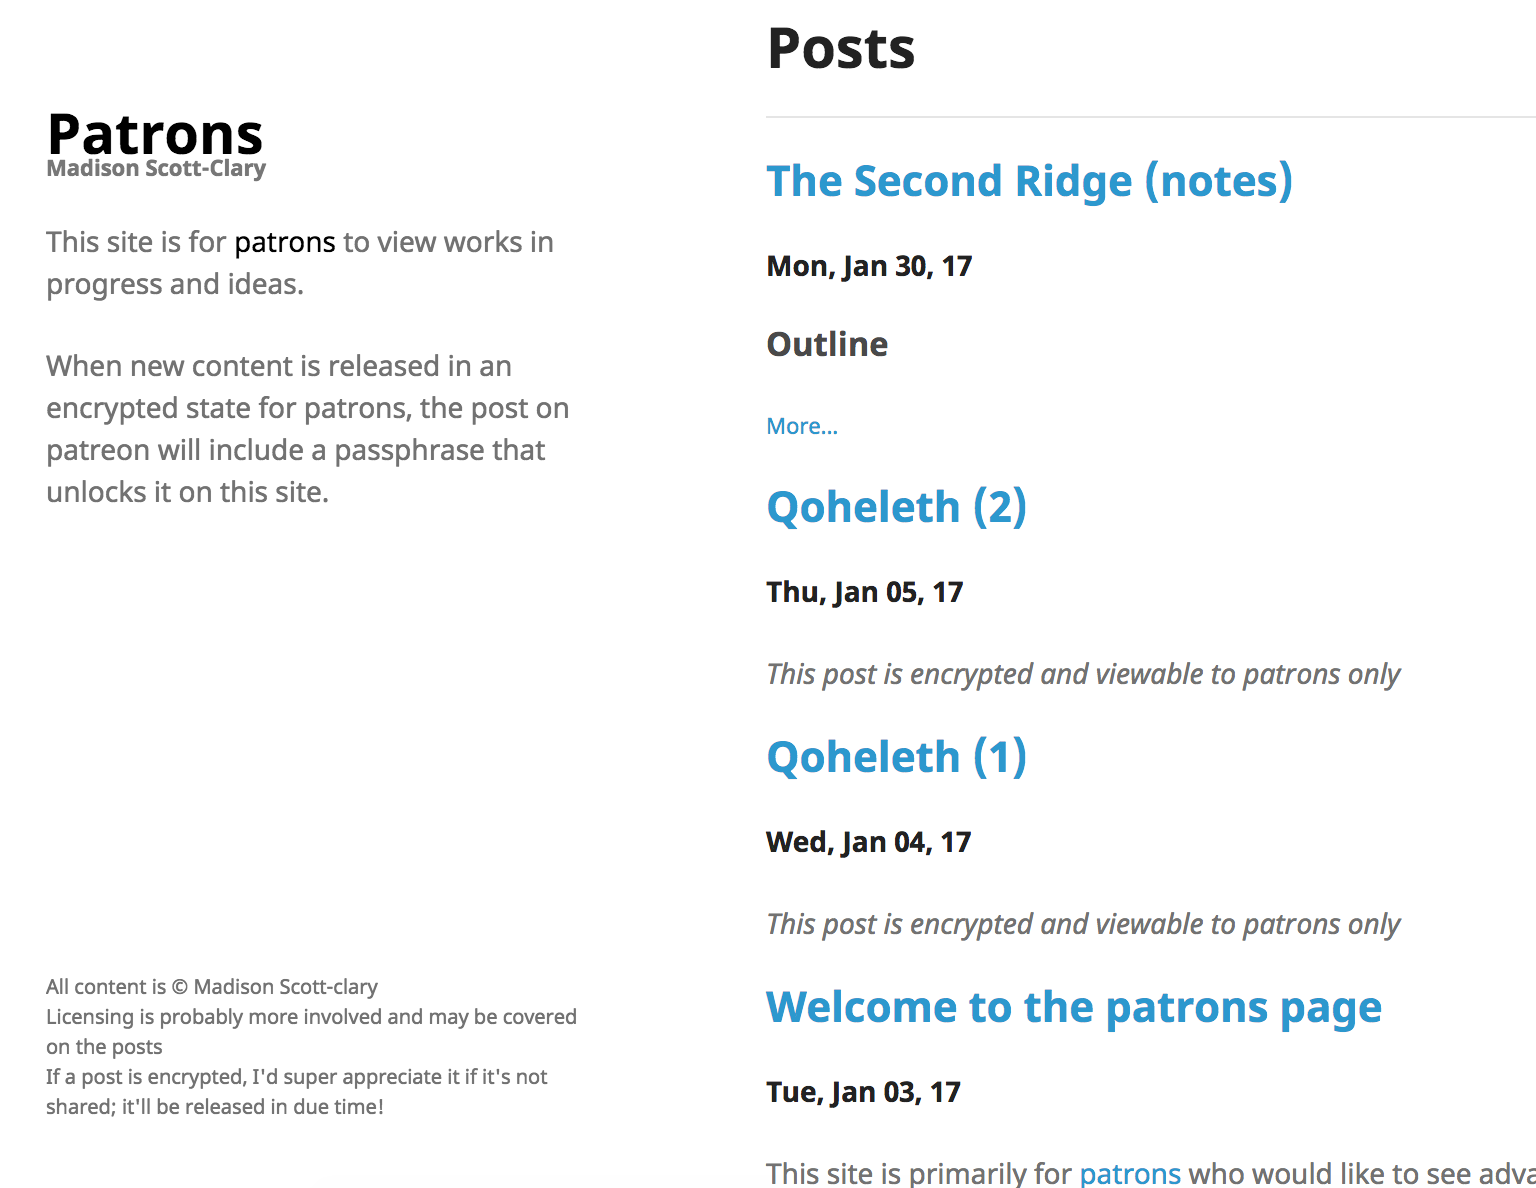 Patrons
Madison Scott-Clary
This site is for patrons to view works in
progress and ideas.
When new content is released in an
encrypted state for patrons, the post on
patreon will include a passphrase that
unlocks it on this site.
All content is © Madison Scott-clary
Licensing is probably more involved and may be covered
on the posts
If a post is encrypted, I'd super appreciate it if it's not
shared; it'll be released in due time!
Posts
The Second Ridge (notes)
Mon, Jan 30, 17
Outline
More...
Qoheleth (2)
Thu, Jan 05, 17
This post is encrypted and viewable to patrons only
Qoheleth (1)
Wed, Jan 04, 17
This post is encrypted and viewable to patrons only
Welcome to the patrons page
Tue, Jan 03, 17
This site is primarily for patrons who would like to see